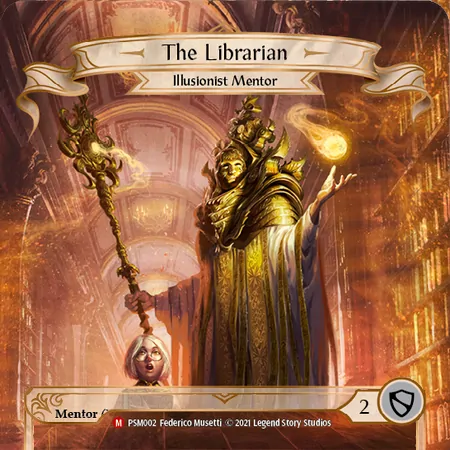 The Librarian
Illusionist Mentor
Mentor
2
M PSM002 Federico Musetti © 2021 Legend Story Studios